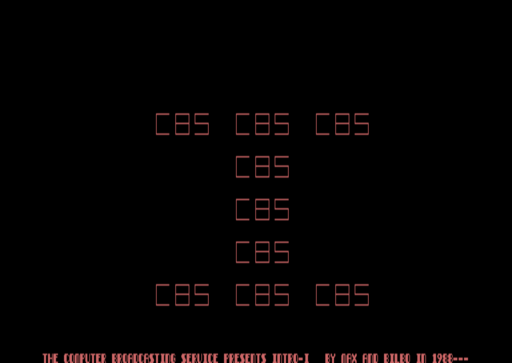 CBS CBS CBS
CBS
CBS
CBS
CBS CBS CBS
THE COMPUTER BROADCASTING SERVICE PRESENTS INTRO-I BY MAX AND BILBO IN 1988---